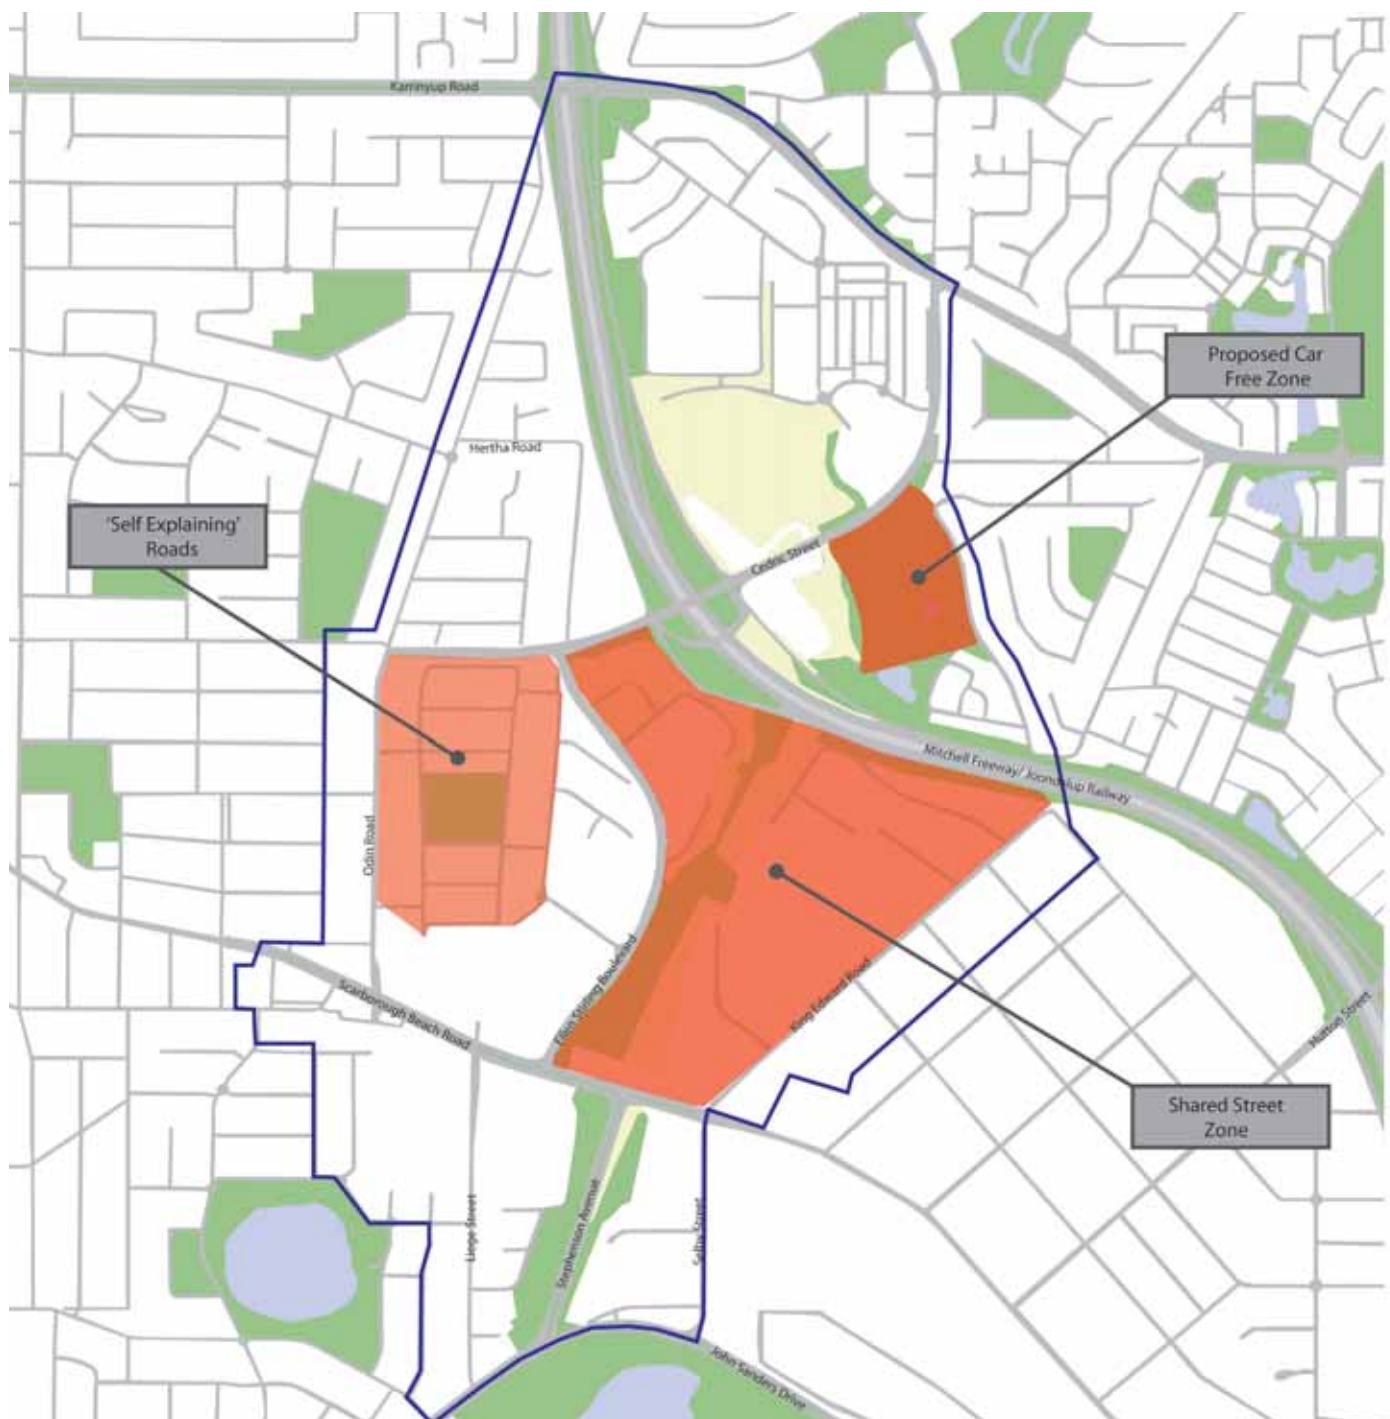 Karrinyup Road
Proposed Car
Free Zone
Hertha Road
'Self Explaining'
Roads
Cedric Street
Mitchell Freeway/ Joondalup Railway
Odin Road
Ellen Stirling Boulevard
King Edward Road
Scarborough Beach Road
Hutton Street
Shared Street
Zone
Liege Street
Stephenson Avenue
Selby Street
John Sanders Drive